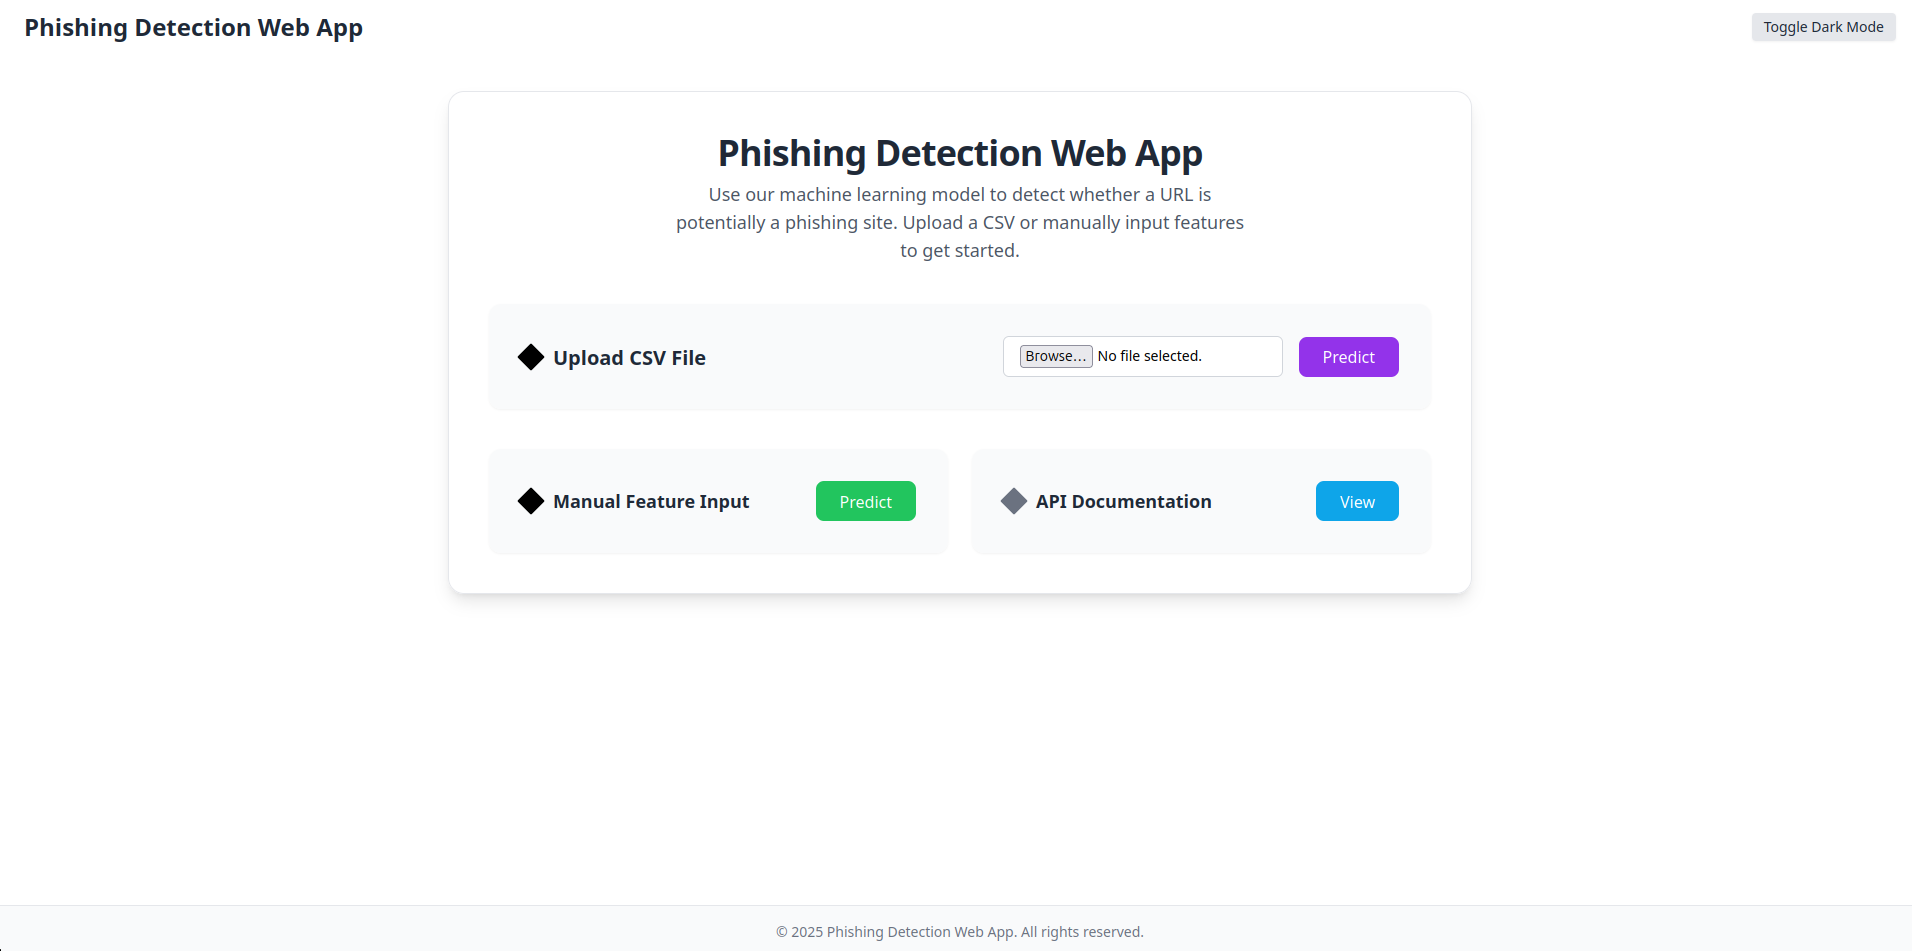 Phishing Detection Web App
Toggle Dark Mode
Phishing Detection Web App
Use our machine learning model to detect whether a URL is
potentially a phishing site. Upload a CSV or manually input features
to get started.
Upload CSV File
Browse... No file selected.
Predict
Manual Feature Input
Predict
API Documentation
View
© 2025 Phishing Detection Web App. All rights reserved.